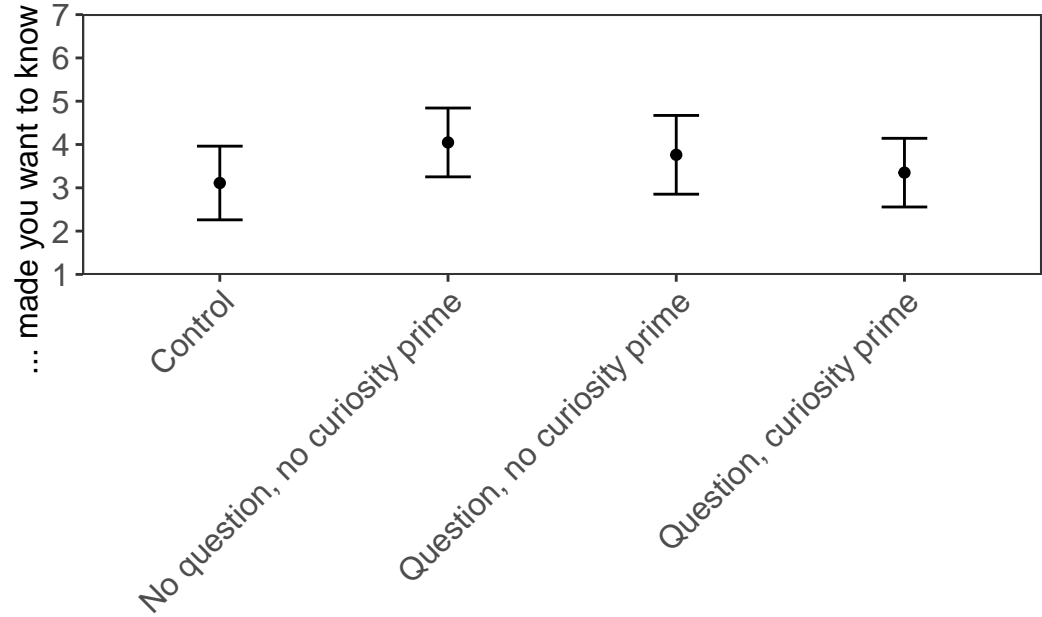 ... made you want to know
7
6
5
4
3
2
1
Control
No question, no curiosity prime
Question, no curiosity prime
Question, curiosity prime